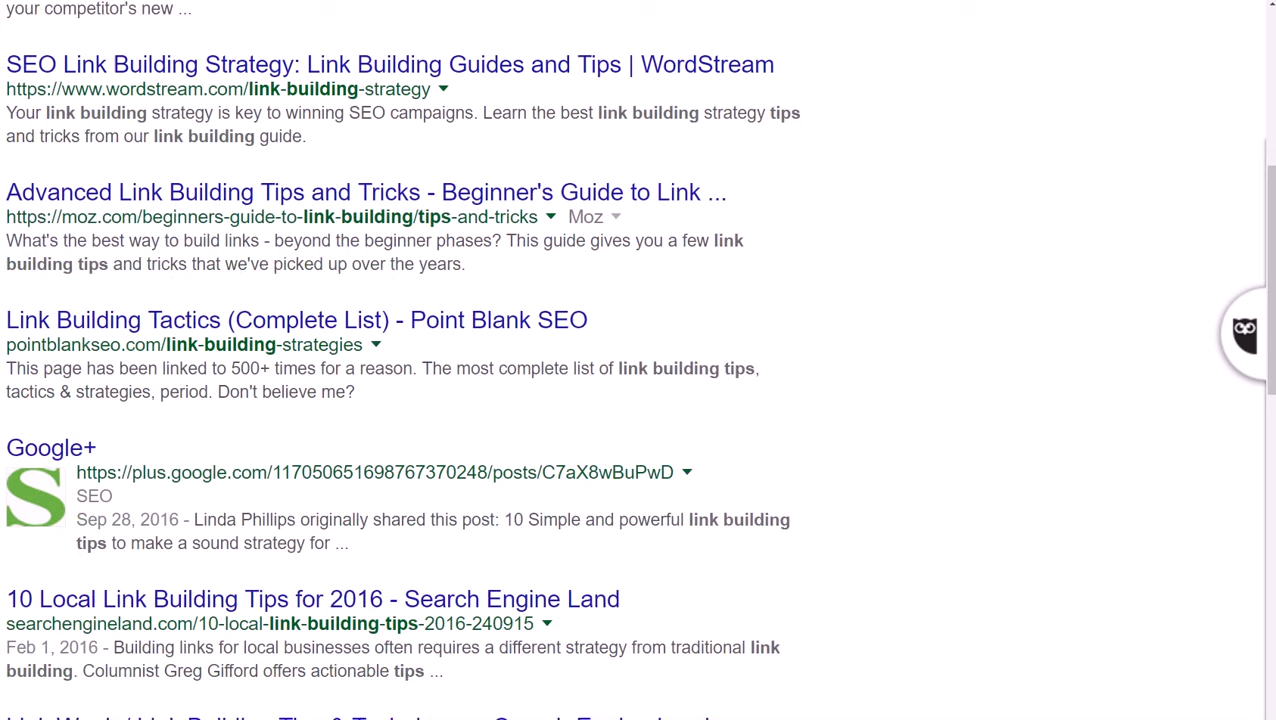 your competitor's new ...
SEO Link Building Strategy: Link Building Guides and Tips | WordStream
https://www.wordstream.com/link-building-strategy
Your link building strategy is key to winning SEO campaigns. Learn the best link building strategy tips
and tricks from our link building guide.
Advanced Link Building Tips and Tricks - Beginner's Guide to Link ...
https://moz.com/beginners-guide-to-link-building/tips-and-tricks Moz
What's the best way to build links - beyond the beginner phases? This guide gives you a few link
building tips and tricks that we've picked up over the years.
Link Building Tactics (Complete List) - Point Blank SEO
pointblankseo.com/link-building-strategies
This page has been linked to 500+ times for a reason. The most complete list of link building tips,
tactics & strategies, period. Don't believe me?
Google+
https://plus.google.com/117050651698767370248/posts/C7aX8wBuPwD
S
SEO
Sep 28, 2016 - Linda Phillips originally shared this post: 10 Simple and powerful link building
tips to make a sound strategy for ...
10 Local Link Building Tips for 2016 - Search Engine Land
searchengineland.com/10-local-link-building-tips-2016-240915
Feb 1, 2016 - Building links for local businesses often requires a different strategy from traditional link
building. Columnist Greg Gifford offers actionable tips ...